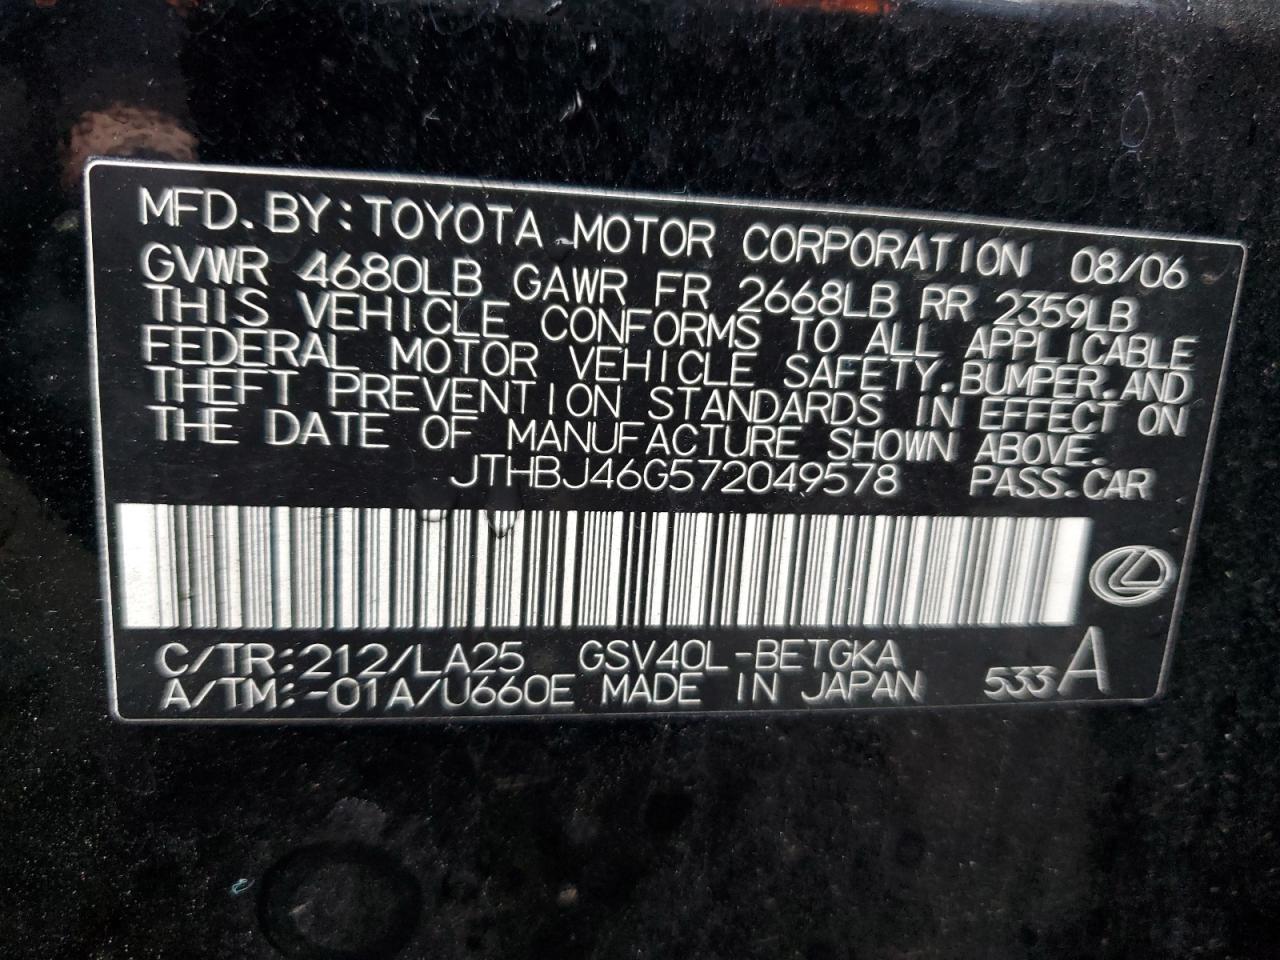 MFD. BY: TOYOTA MOTOR CORPORATION 08/06
GVWR 4680LB GAWR FR 2668LB RR 2359LB
THIS VEHICLE CONFORMS TO ALL APPLICABLE
FEDERAL MOTOR VEHICLE SAFETY, BUMPER, AND
THEFT PREVENTION STANDARDS IN EFFECT ON
THE DATE OF MANUFACTURE SHOWN ABOVE.
JTHBJ46G572049578 PASS. CAR
C/TR: 212/LA25 GSV40L-BETGKA
A/TM: -01A/U660E MADE IN JAPAN 533 A